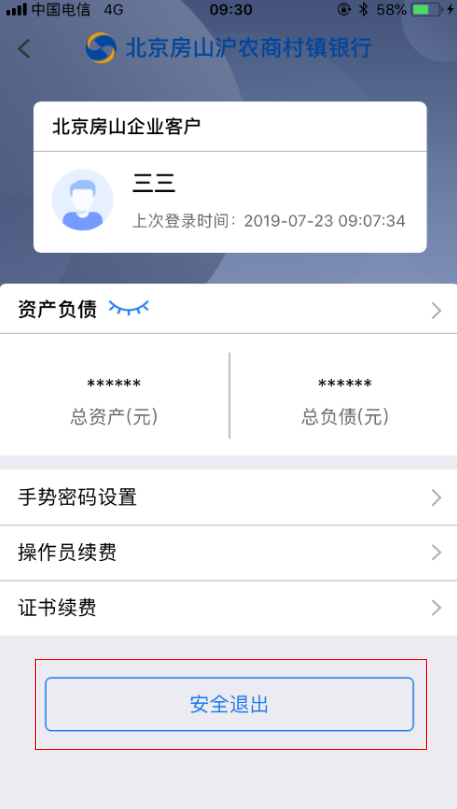 中国电信 4G 09:30 58%
北京房山沪农商村镇银行
北京房山企业客户
三三
上次登录时间：2019-07-23 09:07:34
资产负债
****** ******
总资产(元) 总负债(元)
手势密码设置
操作员续费
证书续费
安全退出